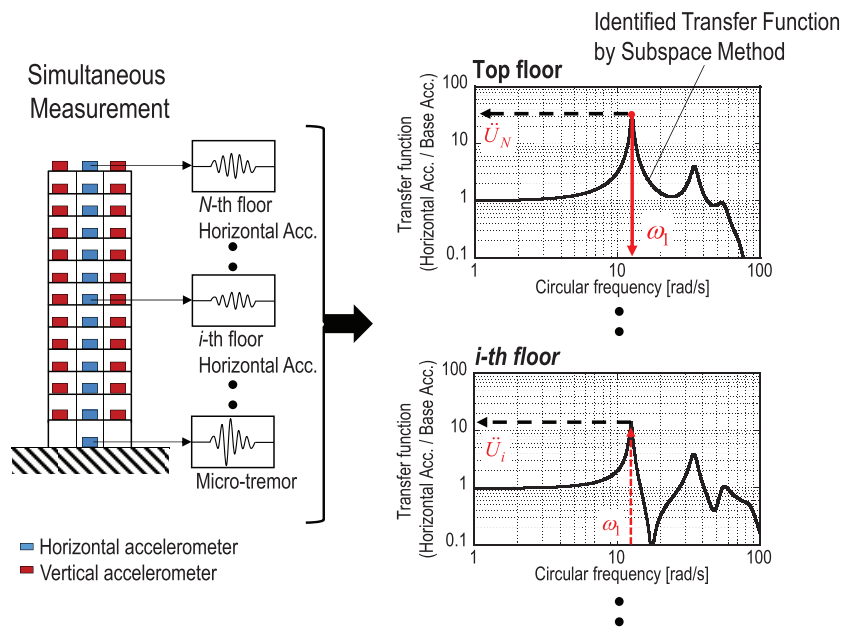 Simultaneous
Measurement
N-th floor
Horizontal Acc.
i-th floor
Horizontal Acc.
Micro-tremor
Horizontal accelerometer
Vertical accelerometer
Identified Transfer Function
by Subspace Method
Top floor
Transfer function
(Horizontal Acc. / Base Acc.)
100
10
1
0.1
Ü_N
ω₁
1
10
100
Circular frequency [rad/s]
i-th floor
Transfer function
(Horizontal Acc. / Base Acc.)
100
10
1
0.1
Ü_i
ω₁
1
10
100
Circular frequency [rad/s]